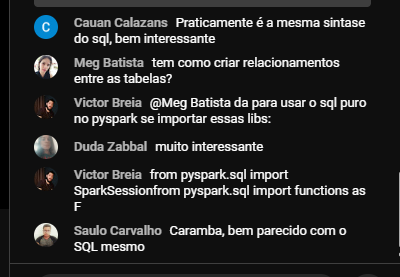 C
Cauan Calazans Praticamente é a mesma sintase
do sql, bem interessante
Meg Batista tem como criar relacionamentos
entre as tabelas?
Victor Breia @Meg Batista da para usar o sql puro
no pyspark se importar essas libs:
Duda Zabbal muito interessante
Victor Breia from pyspark.sql import
SparkSessionfrom pyspark.sql import functions as
F
Saulo Carvalho Caramba, bem parecido com o
SQL mesmo